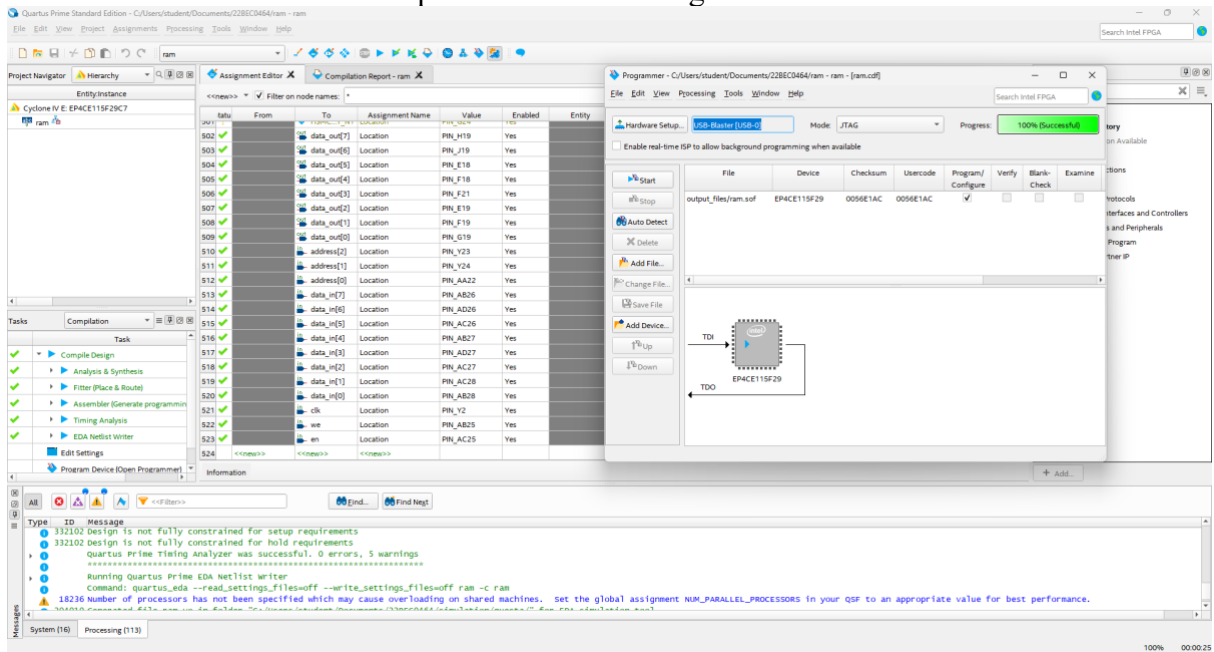 Quartus Prime Standard Edition - C:/Users/student/Documents/22BEC0464/ram - ram
File Edit View Project Assignments Processing Tools Window Help
Search Intel FPGA
ram
Project Navigator Hierarchy
Entity:Instance
Cyclone IV E: EP4CE115F29C7
ram
Assignment Editor
Compilation Report - ram
<<new>> Filter on node names: *
tatu From To Assignment Name Value Enabled Entity
502 data_out[7] Location PIN_H19 Yes
503 data_out[6] Location PIN_J19 Yes
504 data_out[5] Location PIN_E18 Yes
505 data_out[4] Location PIN_F18 Yes
506 data_out[3] Location PIN_F21 Yes
507 data_out[2] Location PIN_E19 Yes
508 data_out[1] Location PIN_F19 Yes
509 data_out[0] Location PIN_G19 Yes
510 address[2] Location PIN_Y23 Yes
511 address[1] Location PIN_Y24 Yes
512 address[0] Location PIN_AA22 Yes
513 data_in[7] Location PIN_AB26 Yes
514 data_in[6] Location PIN_AD26 Yes
515 data_in[5] Location PIN_AC26 Yes
516 data_in[4] Location PIN_AB27 Yes
517 data_in[3] Location PIN_AD27 Yes
518 data_in[2] Location PIN_AC27 Yes
519 data_in[1] Location PIN_AC28 Yes
520 data_in[0] Location PIN_AB28 Yes
521 clk Location PIN_Y2 Yes
522 we Location PIN_AB25 Yes
523 en Location PIN_AC25 Yes
524 <<new>> <<new>> <<new>>
Information
Tasks Compilation
Task
Compile Design
Analysis & Synthesis
Fitter (Place & Route)
Assembler (Generate programmin
Timing Analysis
EDA Netlist Writer
Edit Settings
Program Device (Open Programmer)
Programmer - C:/Users/student/Documents/22BEC0464/ram - ram - [ram.cdf]
File Edit View Processing Tools Window Help
Search Intel FPGA
Hardware Setup... USB-Blaster [USB-0] Mode: JTAG Progress: 100% (Successful)
Enable real-time ISP to allow background programming when available
Start
Stop
Auto Detect
Delete
Add File...
Change File...
Save File
Add Device...
Up
Down
File Device Checksum Usercode Program/ Configure Verify Blank- Check Examine
output_files/ram.sof EP4CE115F29 0056E1AC 0056E1AC
TDI
intel
EP4CE115F29
TDO
tory
on Available
ctions
rotocols
terfaces and Controllers
s and Peripherals
Program
tner IP
+ Add...
All <<Filter>> Find... Find Next
Type ID Message
332102 Design is not fully constrained for setup requirements
332102 Design is not fully constrained for hold requirements
Quartus Prime Timing Analyzer was successful. 0 errors, 5 warnings
Running Quartus Prime EDA Netlist Writer
Command: quartus_eda --read_settings_files=off --write_settings_files=off ram -c ram
18236 Number of processors has not been specified which may cause overloading on shared machines. Set the global assignment NUM_PARALLEL_PROCESSORS in your QSF to an appropriate value for best performance.
Messages
System (16) Processing (113)
100% 00:00:25